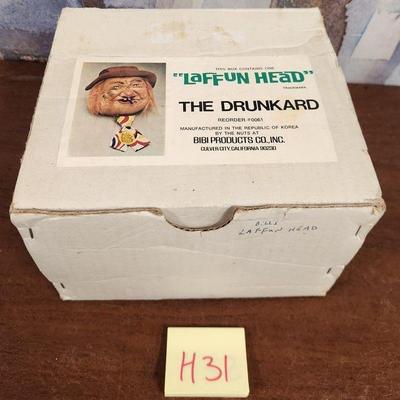 THIS BOX CONTAINS ONE
"LAFFUN HEAD"
TRADEMARK
THE DRUNKARD
REORDER #0061
MANUFACTURED IN THE REPUBLIC OF KOREA
BY THE NUTS AT
BIBI PRODUCTS CO., INC.
CULVER CITY, CALIFORNIA 90230
LAFFUN HEAD
H31